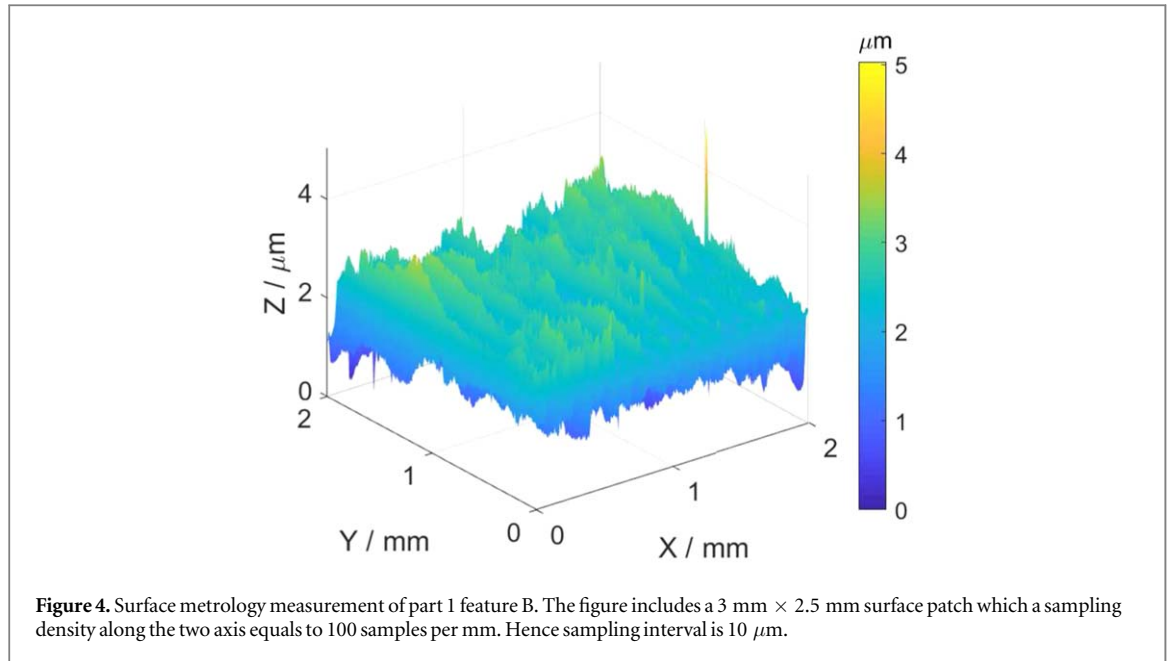 μm
5
4
3
2
1
0
4
2
0
Z / μm
2
1
0
Y / mm
0
1
2
X / mm
Figure 4. Surface metrology measurement of part 1 feature B. The figure includes a 3 mm × 2.5 mm surface patch which a sampling
density along the two axis equals to 100 samples per mm. Hence sampling interval is 10 μm.